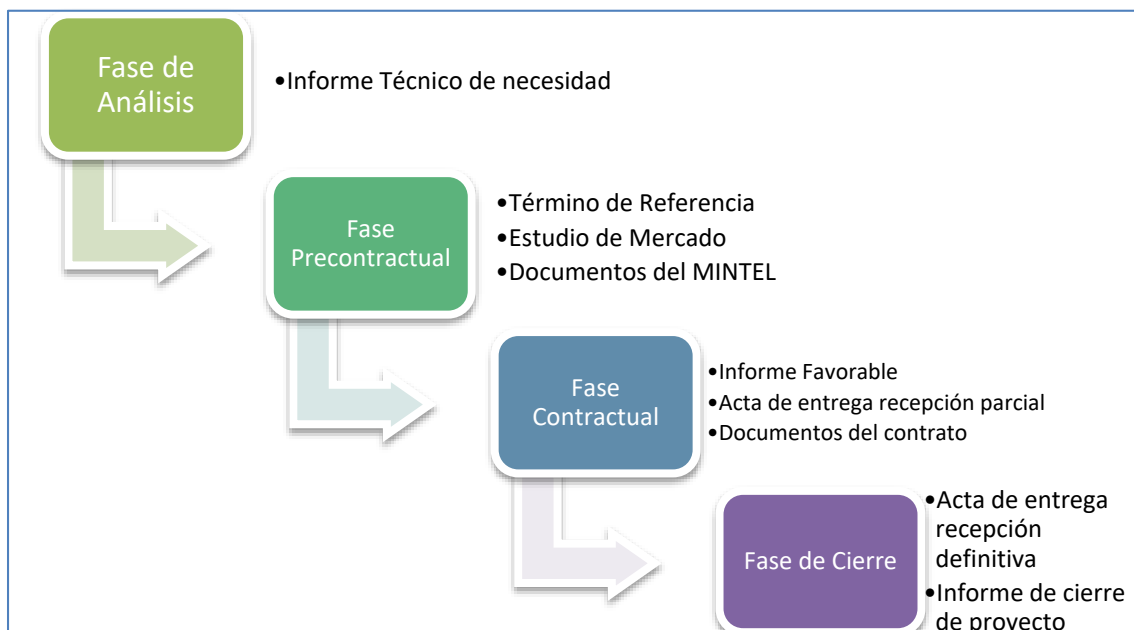 Fase de
Análisis
•Informe Técnico de necesidad
Fase
Precontractual
•Término de Referencia
•Estudio de Mercado
•Documentos del MINTEL
Fase
Contractual
•Informe Favorable
•Acta de entrega recepción parcial
•Documentos del contrato
Fase de Cierre
•Acta de entrega
recepción
definitiva
•Informe de cierre
de proyecto